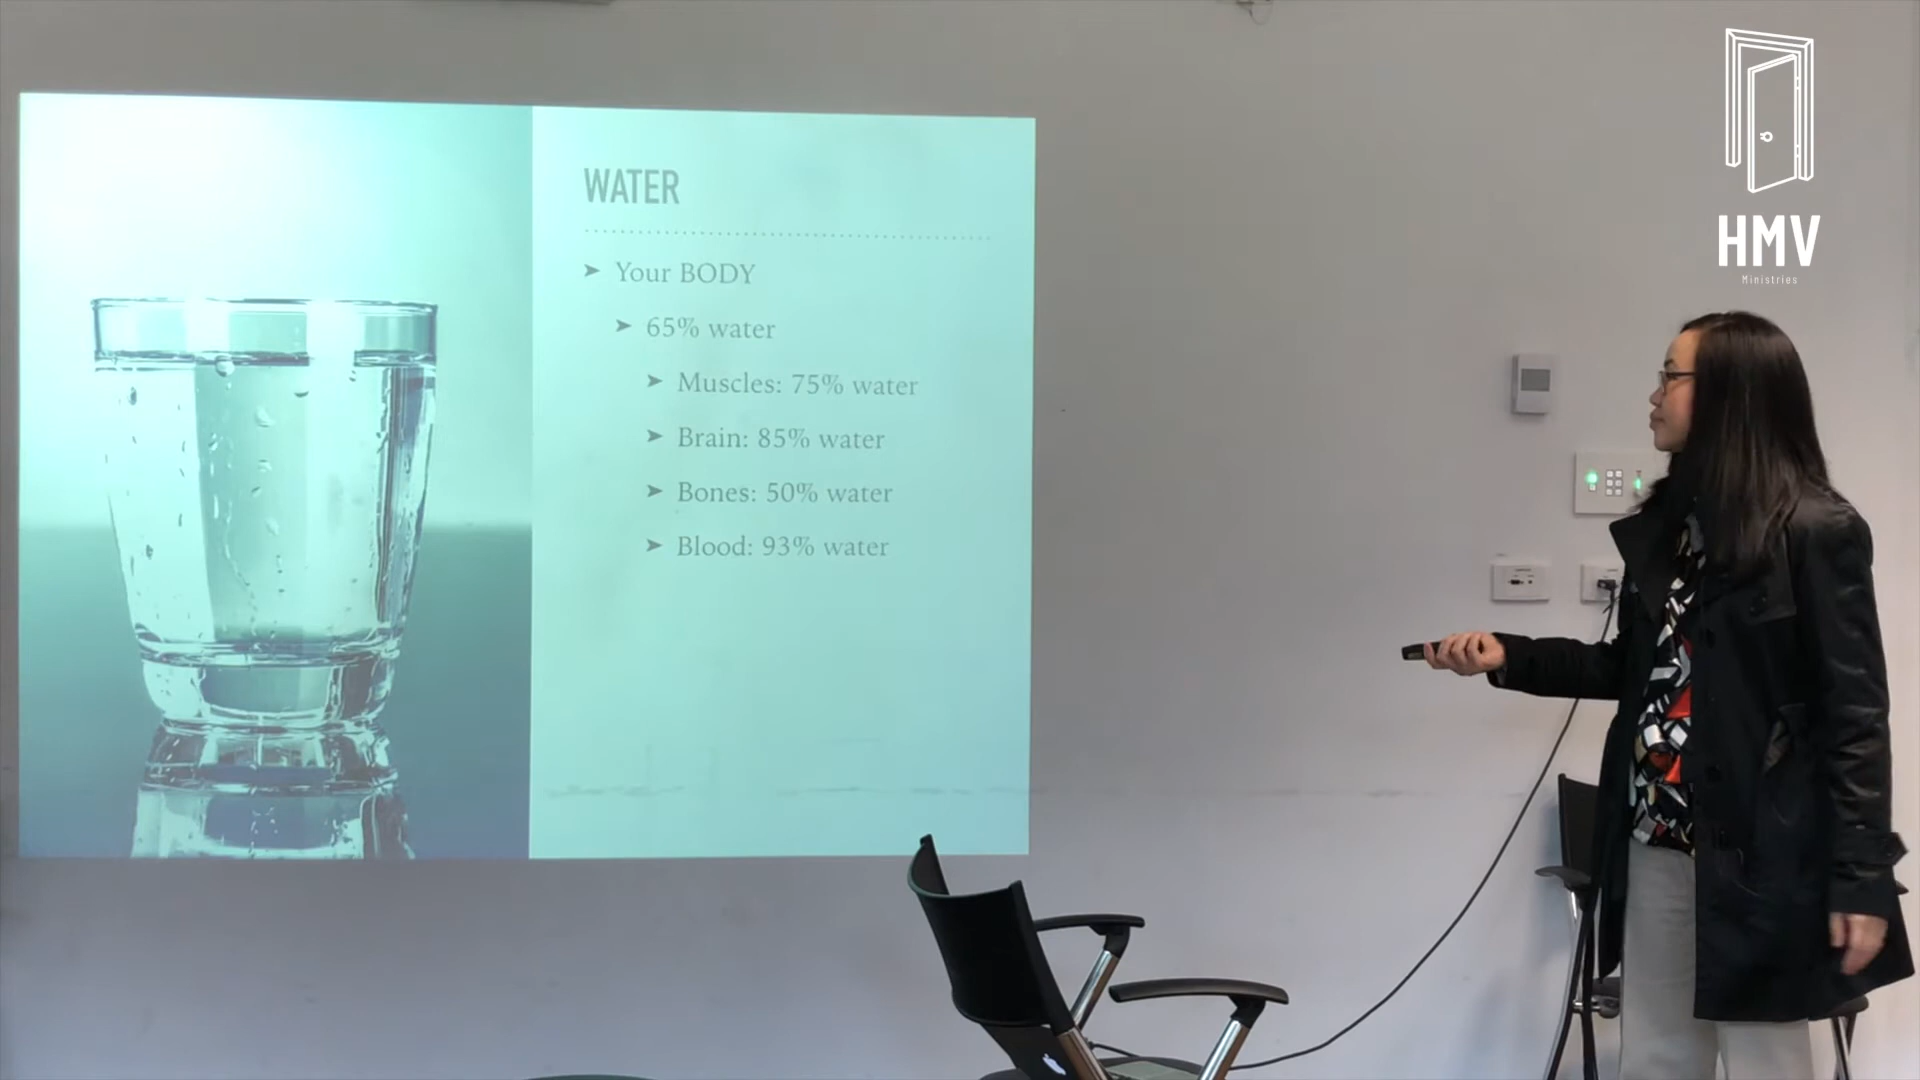 WATER
➤ Your BODY
➤ 65% water
➤ Muscles: 75% water
➤ Brain: 85% water
➤ Bones: 50% water
➤ Blood: 93% water
HMV
Ministries